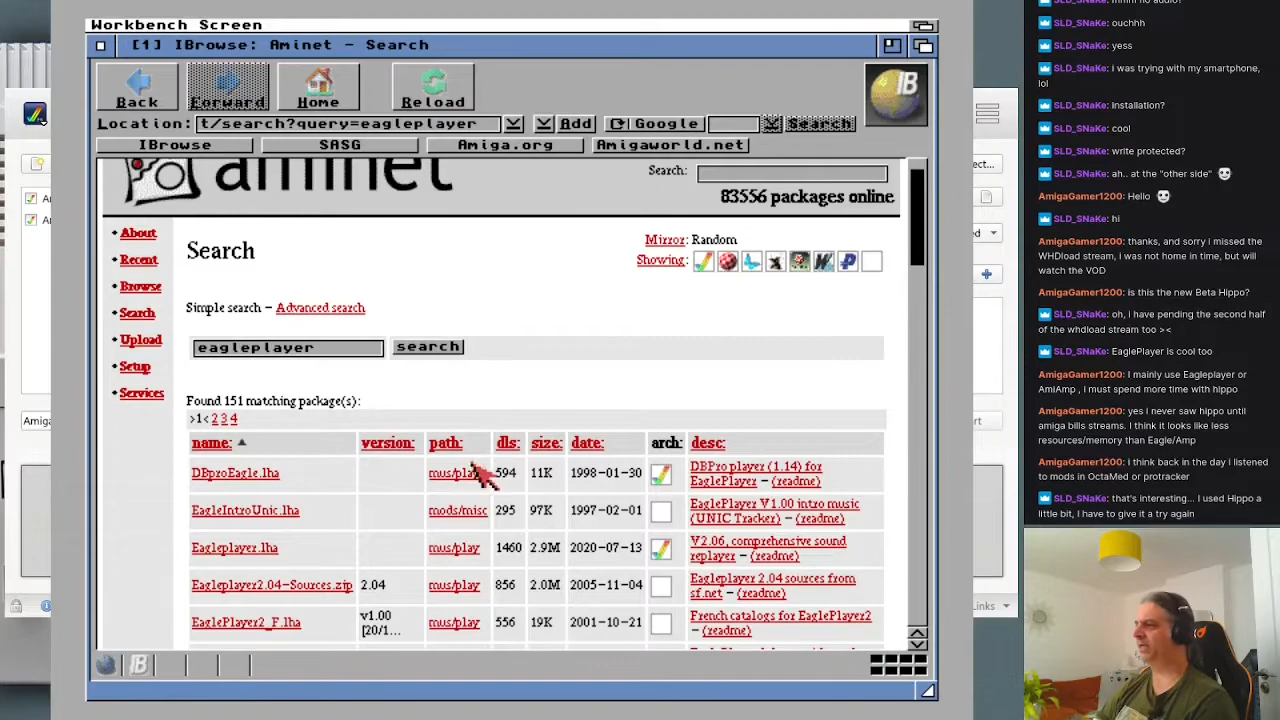 Workbench Screen
[1] IBrowse: Aminet - Search
Back
Forward
Home
Reload
IB
Location:
t/search?query=eagleplayer
Add
Google
Search
IBrowse
SASG
Amiga.org
Amigaworld.net
aminet
Search:
83556 packages online
About
Recent
Browse
Search
Upload
Setup
Services
Search
Mirror: Random
Showing:
Simple search - Advanced search
eagleplayer
search
Found 151 matching package(s):
>1< 2 3 4
name: version: path: dls: size: date: arch: desc:
DBproEagle.lha mus/play 594 11K 1998-01-30 DBPro player (1.14) for
EaglePlayer - (readme)
EagleIntroUnic.lha mods/misc 295 97K 1997-02-01 EaglePlayer V1.00 intro music
(UNIC Tracker) - (readme)
Eagleplayer.lha mus/play 1460 2.9M 2020-07-13 V2.06, comprehensive sound
replayer - (readme)
Eagleplayer2.04-Sources.zip 2.04 mus/play 856 2.0M 2005-11-04 Eagleplayer 2.04 sources from
sf.net - (readme)
EaglePlayer2_F.lha v1.00
[20/1... mus/play 556 19K 2001-10-21 French catalogs for EaglePlayer2
- (readme)
IB
SLD_SNaKe: ouchhh
SLD_SNaKe: yess
SLD_SNaKe: i was trying with my smartphone,
lol
SLD_SNaKe: installation?
SLD_SNaKe: cool
SLD_SNaKe: write protected?
SLD_SNaKe: ah.. at the "other side"
AmigaGamer1200: Hello
SLD_SNaKe: hi
AmigaGamer1200: thanks, and sorry I missed the
WHDload stream, i was not home in time, but will
watch the VOD
AmigaGamer1200: is this the new Beta Hippo?
SLD_SNaKe: oh, i have pending the second half
of the whdload stream too ><
SLD_SNaKe: EaglePlayer is cool too
AmigaGamer1200: I mainly use Eagleplayer or
AmiAmp , I must spend more time with hippo
AmigaGamer1200: yes i never saw hippo until
amiga bills streams. I think it looks like less
resources/memory than Eagle/Amp
AmigaGamer1200: i think back in the day I listened
to mods in OctaMed or protracker
SLD_SNaKe: that's interesting... I used Hippo a
little bit, I have to give it a try again
Amiga